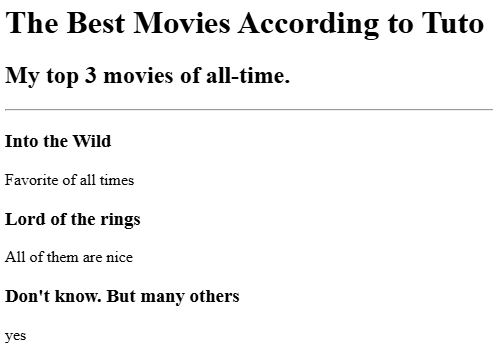 The Best Movies According to Tuto
My top 3 movies of all-time.
Into the Wild
Favorite of all times
Lord of the rings
All of them are nice
Don't know. But many others
yes